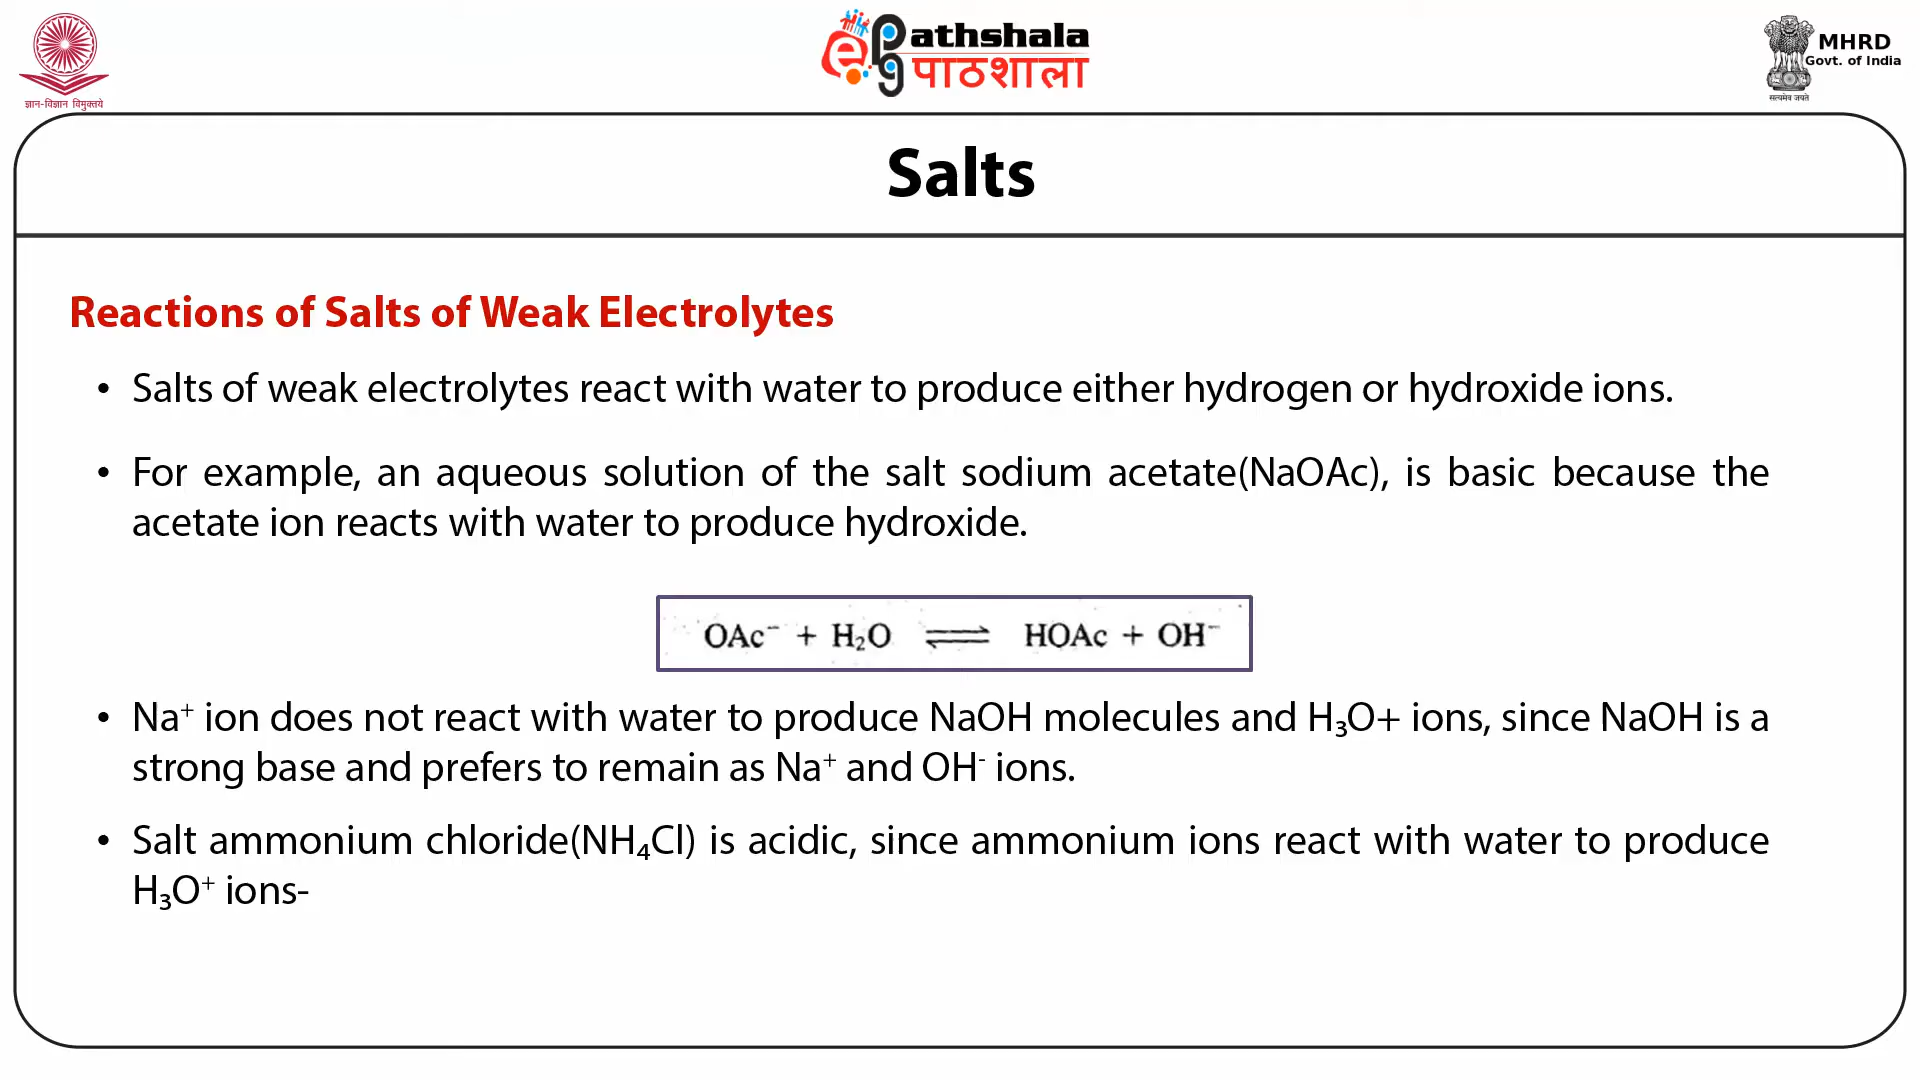 ज्ञान-विज्ञान विमुक्तये
ePGathshala
पाठशाला
सत्यमेव जयते
MHRD
Govt. of India
Salts
Reactions of Salts of Weak Electrolytes
• Salts of weak electrolytes react with water to produce either hydrogen or hydroxide ions.
• For example, an aqueous solution of the salt sodium acetate(NaOAc), is basic because the
acetate ion reacts with water to produce hydroxide.
OAc⁻ + H₂O ⇌ HOAc + OH⁻
• Na⁺ ion does not react with water to produce NaOH molecules and H₃O+ ions, since NaOH is a
strong base and prefers to remain as Na⁺ and OH⁻ ions.
• Salt ammonium chloride(NH₄Cl) is acidic, since ammonium ions react with water to produce
H₃O⁺ ions-